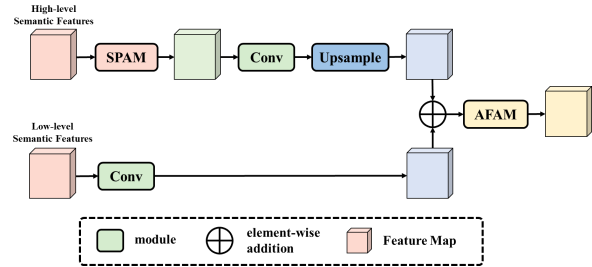 High-level
Semantic Features
SPAM
Conv
Upsample
AFAM
Low-level
Semantic Features
Conv
module
element-wise
addition
Feature Map